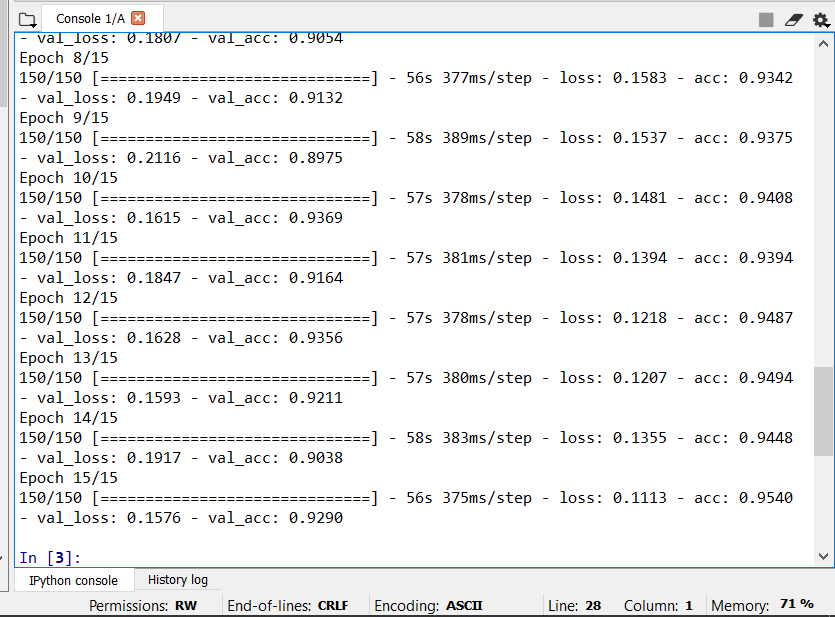 Console 1/A
- val_loss: 0.1807 - val_acc: 0.9054
Epoch 8/15
150/150 [==============================] - 56s 377ms/step - loss: 0.1583 - acc: 0.9342
- val_loss: 0.1949 - val_acc: 0.9132
Epoch 9/15
150/150 [==============================] - 58s 389ms/step - loss: 0.1537 - acc: 0.9375
- val_loss: 0.2116 - val_acc: 0.8975
Epoch 10/15
150/150 [==============================] - 57s 378ms/step - loss: 0.1481 - acc: 0.9408
- val_loss: 0.1615 - val_acc: 0.9369
Epoch 11/15
150/150 [==============================] - 57s 381ms/step - loss: 0.1394 - acc: 0.9394
- val_loss: 0.1847 - val_acc: 0.9164
Epoch 12/15
150/150 [==============================] - 57s 378ms/step - loss: 0.1218 - acc: 0.9487
- val_loss: 0.1628 - val_acc: 0.9356
Epoch 13/15
150/150 [==============================] - 57s 380ms/step - loss: 0.1207 - acc: 0.9494
- val_loss: 0.1593 - val_acc: 0.9211
Epoch 14/15
150/150 [==============================] - 58s 383ms/step - loss: 0.1355 - acc: 0.9448
- val_loss: 0.1917 - val_acc: 0.9038
Epoch 15/15
150/150 [==============================] - 56s 375ms/step - loss: 0.1113 - acc: 0.9540
- val_loss: 0.1576 - val_acc: 0.9290
In [3]:
IPython console History log
Permissions: RW End-of-lines: CRLF Encoding: ASCII Line: 28 Column: 1 Memory: 71 %